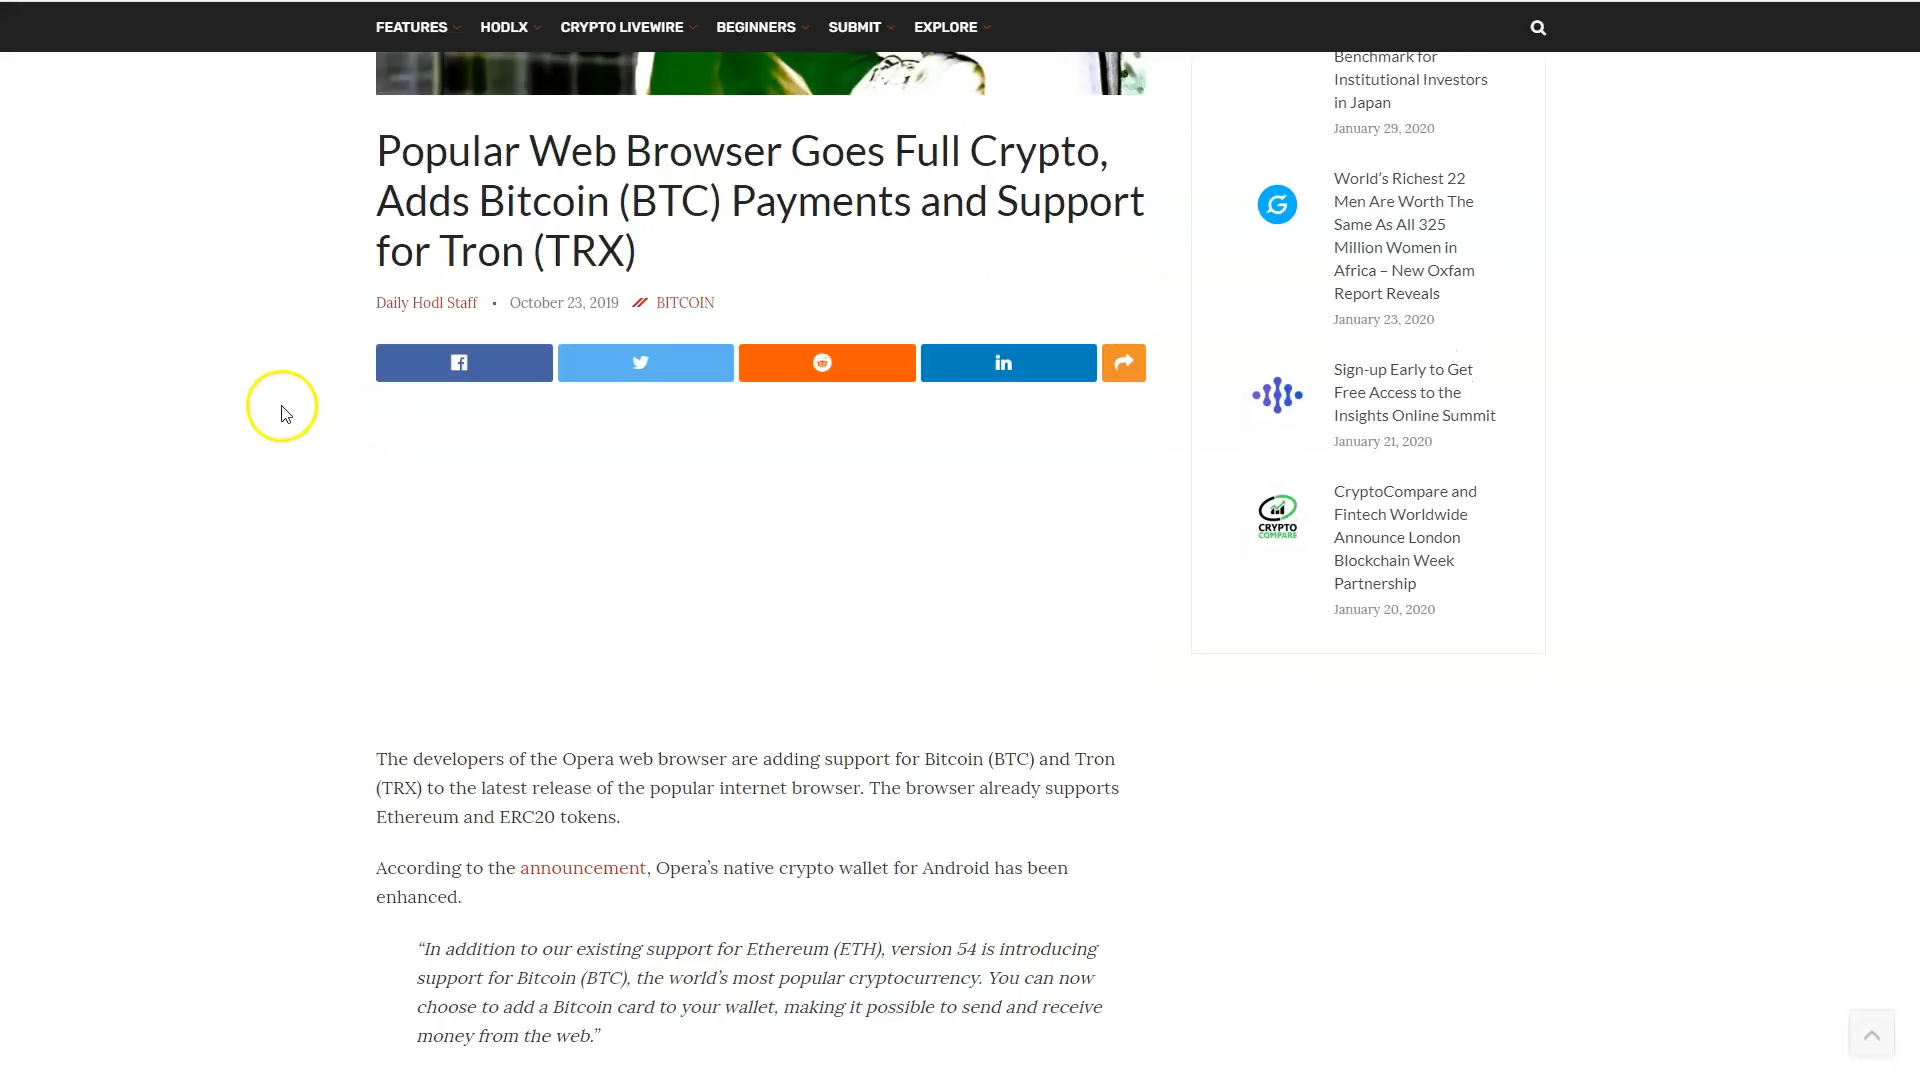 FEATURES HODLX CRYPTO LIVEWIRE BEGINNERS SUBMIT EXPLORE
Popular Web Browser Goes Full Crypto,
Adds Bitcoin (BTC) Payments and Support
for Tron (TRX)
Daily Hodl Staff • October 23, 2019 // BITCOIN
The developers of the Opera web browser are adding support for Bitcoin (BTC) and Tron
(TRX) to the latest release of the popular internet browser. The browser already supports
Ethereum and ERC20 tokens.
According to the announcement, Opera’s native crypto wallet for Android has been
enhanced.
“In addition to our existing support for Ethereum (ETH), version 54 is introducing
support for Bitcoin (BTC), the world’s most popular cryptocurrency. You can now
choose to add a Bitcoin card to your wallet, making it possible to send and receive
money from the web.”
Benchmark for
Institutional Investors
in Japan
January 29, 2020
World’s Richest 22
Men Are Worth The
Same As All 325
Million Women in
Africa – New Oxfam
Report Reveals
January 23, 2020
Sign-up Early to Get
Free Access to the
Insights Online Summit
January 21, 2020
CRYPTO
COMPARE
CryptoCompare and
Fintech Worldwide
Announce London
Blockchain Week
Partnership
January 20, 2020